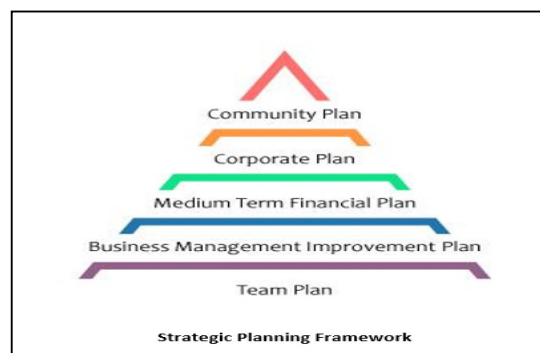 Community Plan
Corporate Plan
Medium Term Financial Plan
Business Management Improvement Plan
Team Plan
Strategic Planning Framework